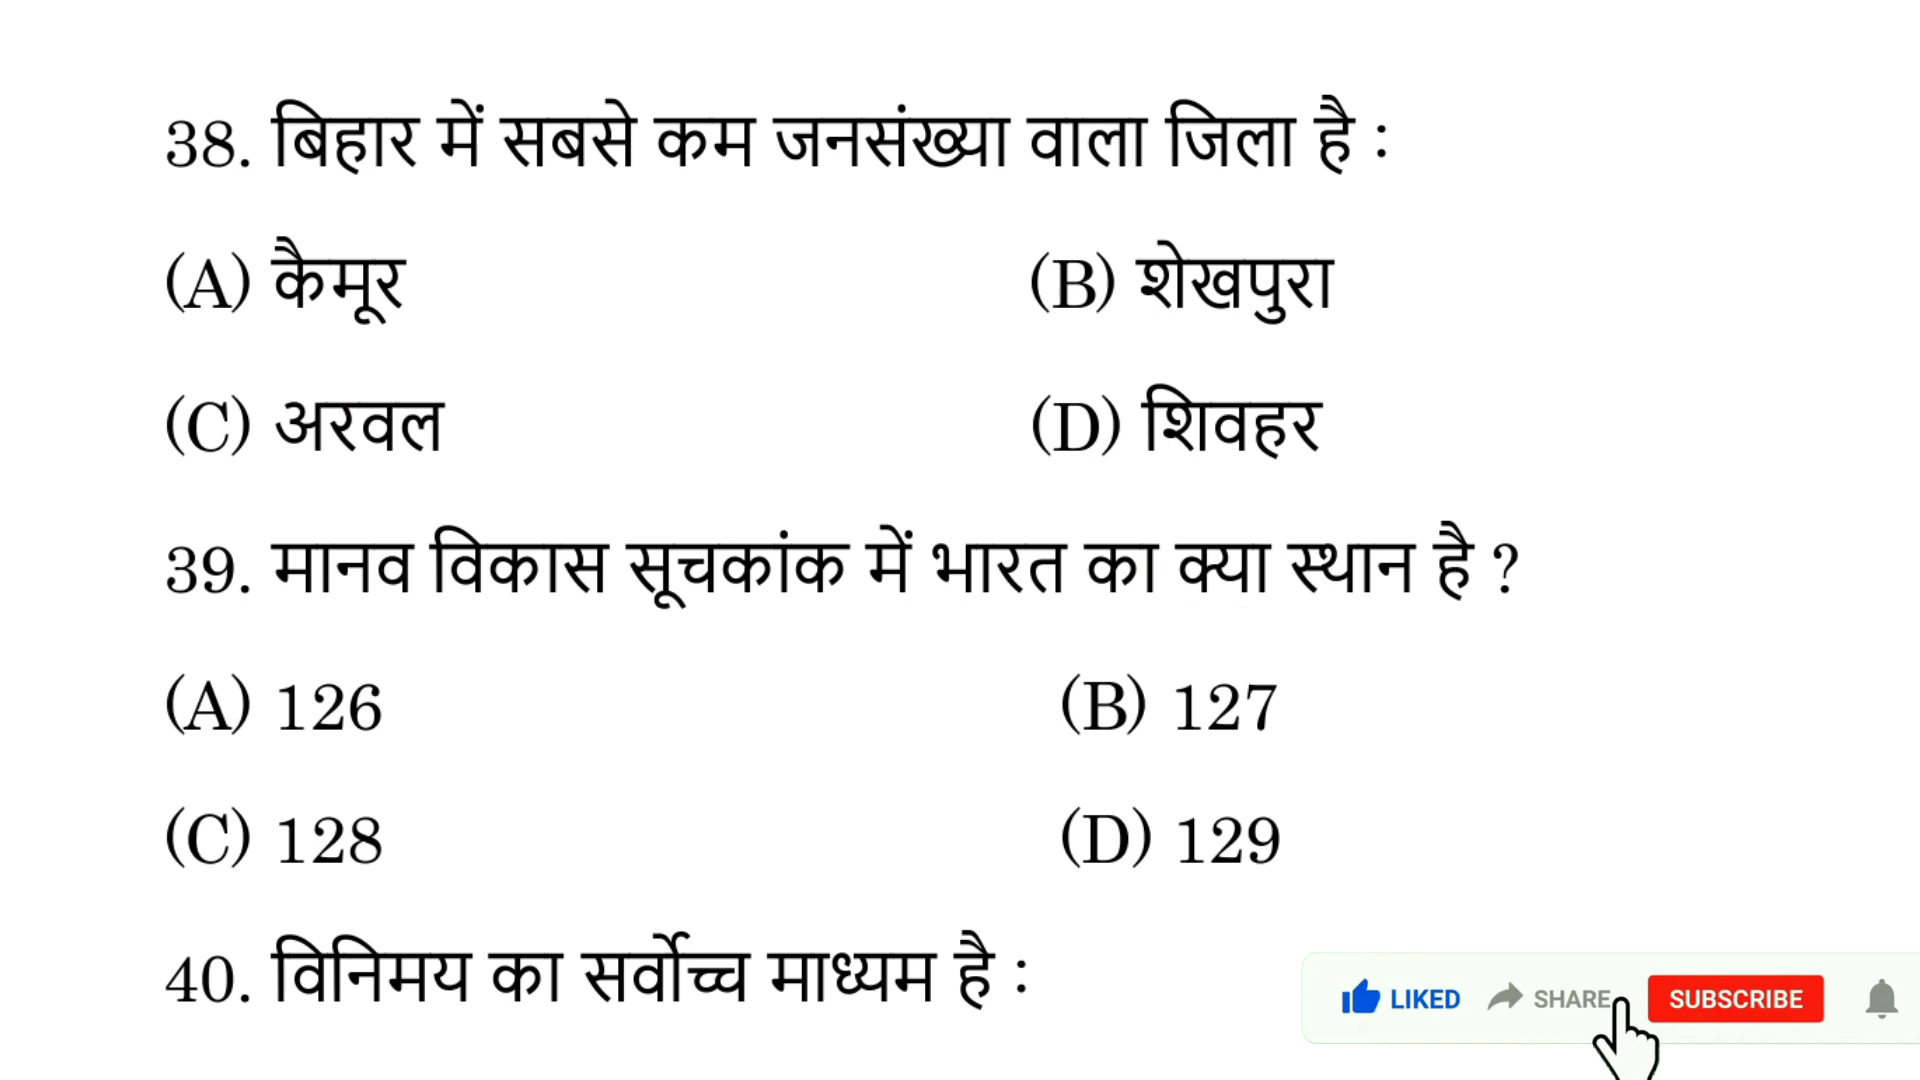 38. बिहार में सबसे कम जनसंख्या वाला जिला है :
(A) कैमूर (B) शेखपुरा
(C) अरवल (D) शिवहर
39. मानव विकास सूचकांक में भारत का क्या स्थान है ?
(A) 126 (B) 127
(C) 128 (D) 129
40. विनिमय का सर्वोच्च माध्यम है :
LIKED SHARE SUBSCRIBE